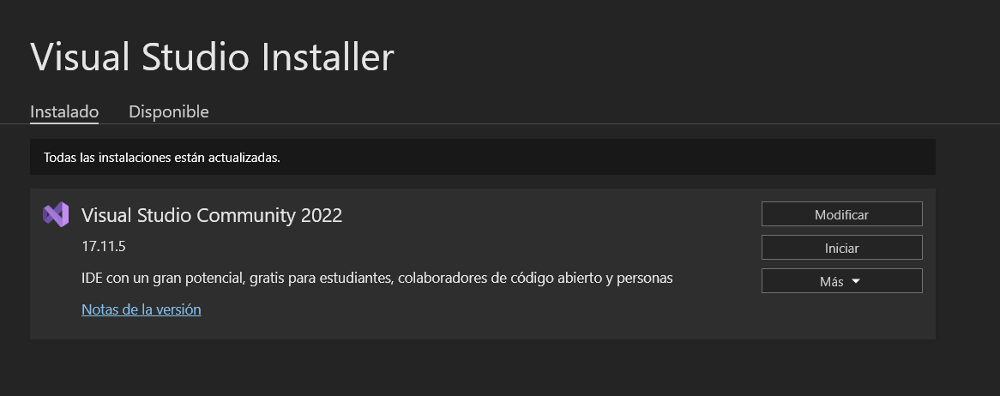 Visual Studio Installer
Instalado Disponible
Todas las instalaciones están actualizadas.
Visual Studio Community 2022
Modificar
17.11.5
Iniciar
IDE con un gran potencial, gratis para estudiantes, colaboradores de código abierto y personas
Más
Notas de la versión